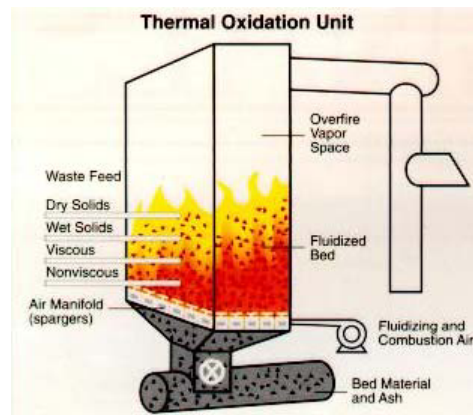 Thermal Oxidation Unit
Overfire
Vapor
Space
Waste Feed
Dry Solids
Wet Solids
Viscous
Nonviscous
Fluidized
Bed
Air Manifold
(spargers)
Fluidizing and
Combustion Air
Bed Material
and Ash